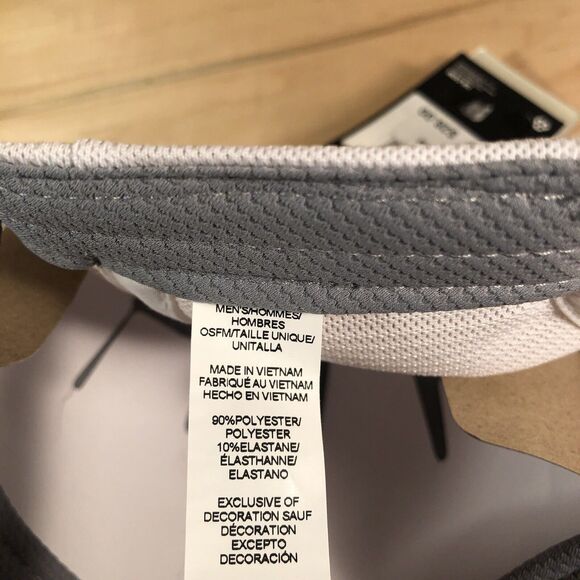 MEN'S/HOMMES/
HOMBRES
OSFM/TAILLE UNIQUE/
UNITALLA
MADE IN VIETNAM
FABRIQUÉ AU VIETNAM
HECHO EN VIETNAM
90%POLYESTER/
POLYESTER
10%ELASTANE/
ÉLASTHANNE/
ELASTANO
EXCLUSIVE OF
DECORATION SAUF
DÉCORATION
EXCEPTO
DECORACIÓN